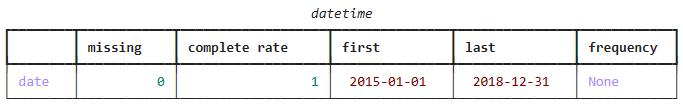 datetime
missing complete rate first last frequency
date 0 1 2015-01-01 2018-12-31 None